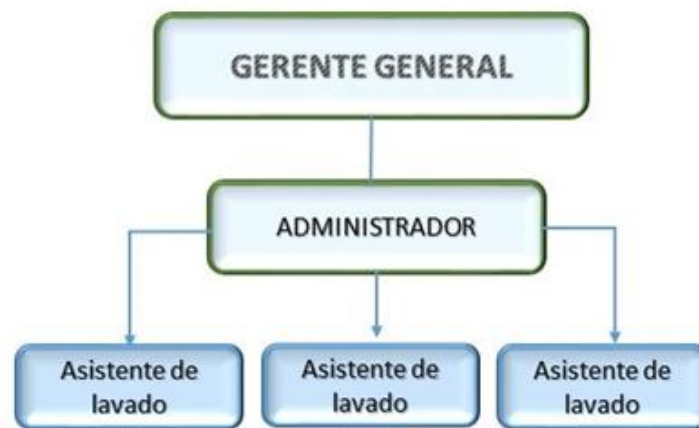 GERENTE GENERAL
ADMINISTRADOR
Asistente de
lavado
Asistente de
lavado
Asistente de
lavado